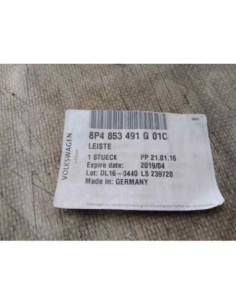 VOLKSWAGEN
8P4 853 491 G 01C
LEISTE
1 STUECK PP 21.01.16
Expire date: 2019/04
Lot: DL16-0440 LS 239728
Made in: GERMANY